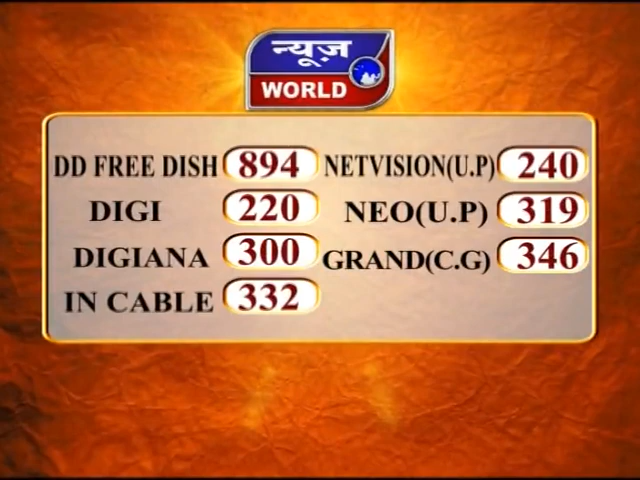 न्यूज़
WORLD
DD FREE DISH 894 NETVISION(U.P) 240
DIGI 220 NEO(U.P) 319
DIGIANA 300 GRAND(C.G) 346
IN CABLE 332